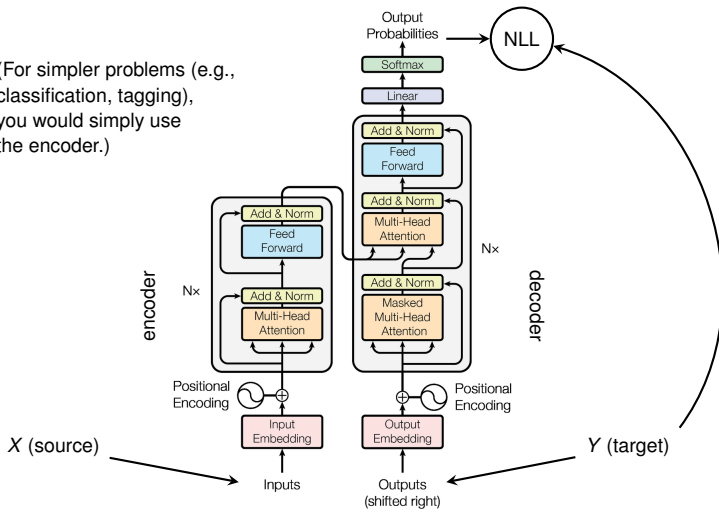 Output
Probabilities
NLL
Softmax
Linear
(For simpler problems (e.g.,
classification, tagging),
you would simply use
the encoder.)
Add & Norm
Feed
Forward
Add & Norm
Multi-Head
Attention
Add & Norm
Masked
Multi-Head
Attention
N×
decoder
encoder
N×
Add & Norm
Feed
Forward
Add & Norm
Multi-Head
Attention
Positional
Encoding
Positional
Encoding
Input
Embedding
Output
Embedding
X (source)
Y (target)
Inputs
Outputs
(shifted right)